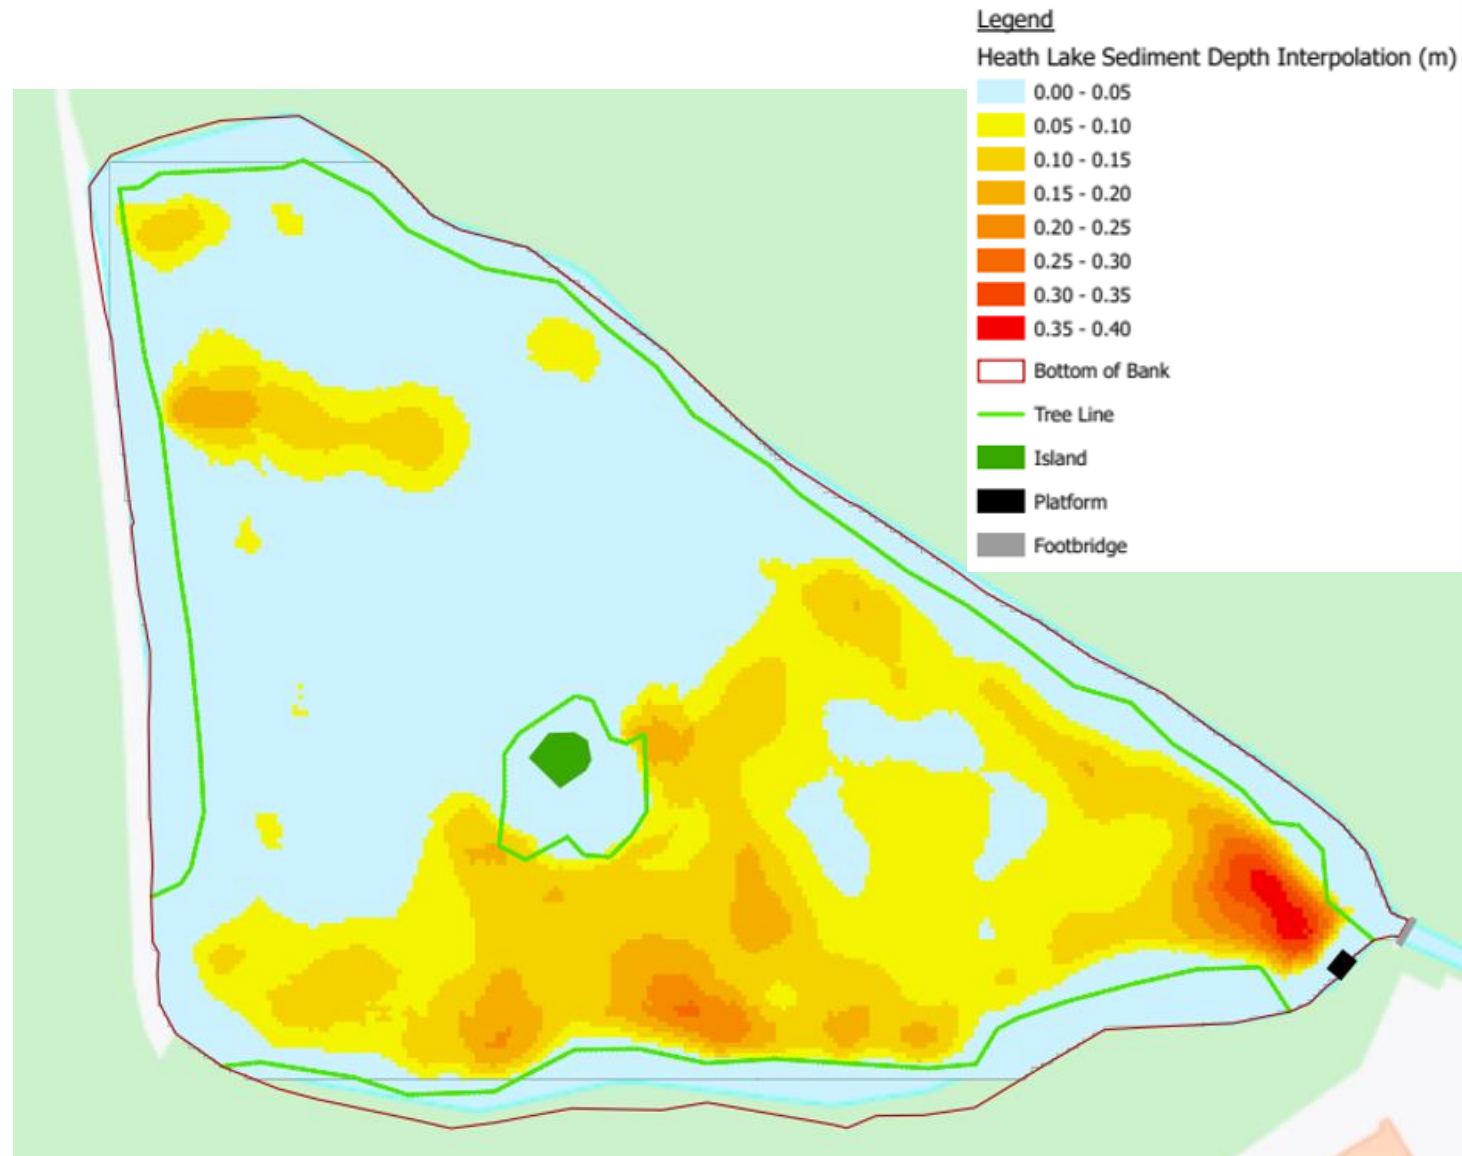 Legend
Heath Lake Sediment Depth Interpolation (m)
0.00 - 0.05
0.05 - 0.10
0.10 - 0.15
0.15 - 0.20
0.20 - 0.25
0.25 - 0.30
0.30 - 0.35
0.35 - 0.40
Bottom of Bank
Tree Line
Island
Platform
Footbridge